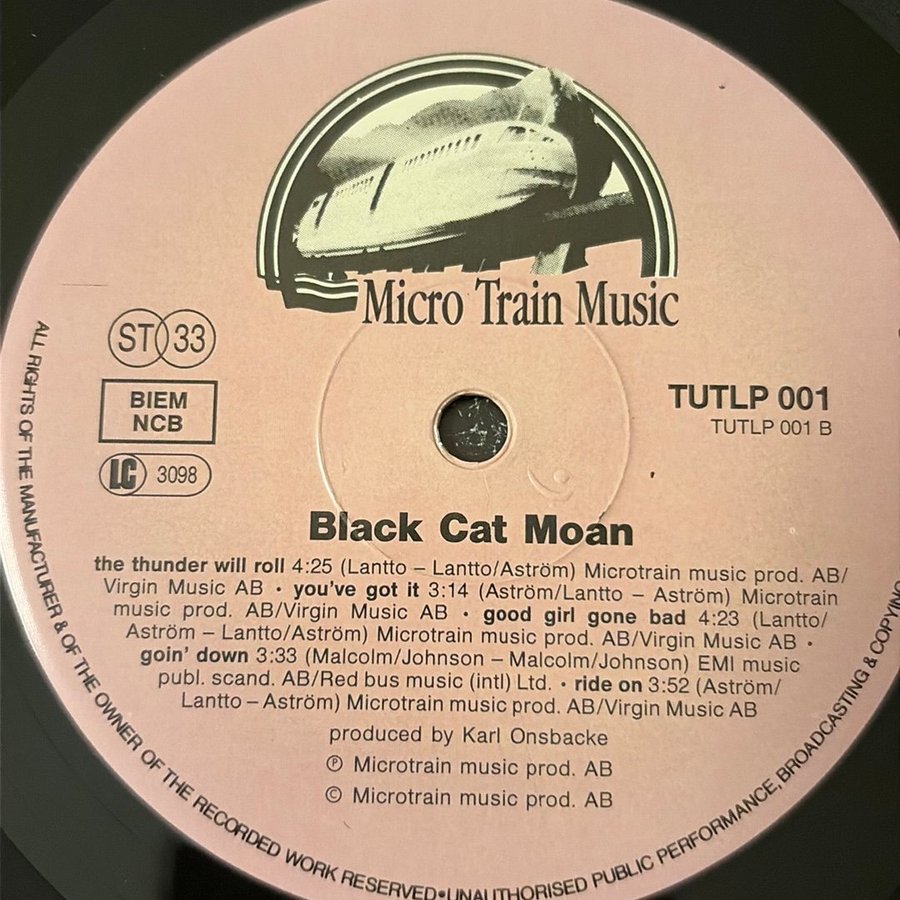 Micro Train Music
ST 33
BIEM
NCB
LC 3098
TUTLP 001
TUTLP 001 B
Black Cat Moan
the thunder will roll 4:25 (Lantto – Lantto/Aström) Microtrain music prod. AB/
Virgin Music AB · you've got it 3:14 (Aström/Lantto – Aström) Microtrain
music prod. AB/Virgin Music AB · good girl gone bad 4:23 (Lantto/
Aström – Lantto/Aström) Microtrain music prod. AB/Virgin Music AB ·
goin' down 3:33 (Malcolm/Johnson – Malcolm/Johnson) EMI music
publ. scand. AB/Red bus music (intl) Ltd. · ride on 3:52 (Aström/
Lantto – Aström) Microtrain music prod. AB/Virgin Music AB
produced by Karl Onsbacke
Ⓟ Microtrain music prod. AB
© Microtrain music prod. AB
ALL RIGHTS OF THE MANUFACTURER & OF THE OWNER OF THE RECORDED WORK RESERVED•UNAUTHORISED PUBLIC PERFORMANCE, BROADCASTING & COPYING